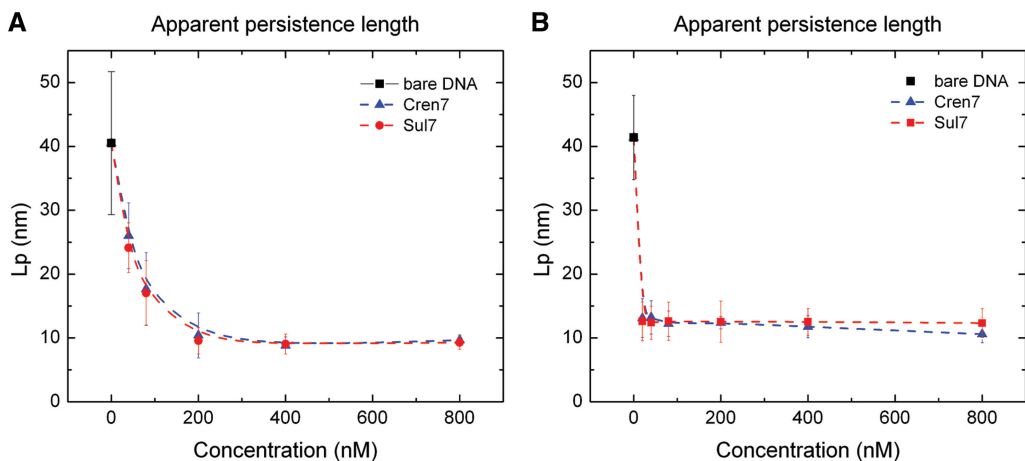 A
Apparent persistence length
bare DNA
Cren7
Sul7
50
40
30
20
10
0
Lp (nm)
0 200 400 600 800
Concentration (nM)
B
Apparent persistence length
bare DNA
Cren7
Sul7
50
40
30
20
10
0
Lp (nm)
0 200 400 600 800
Concentration (nM)